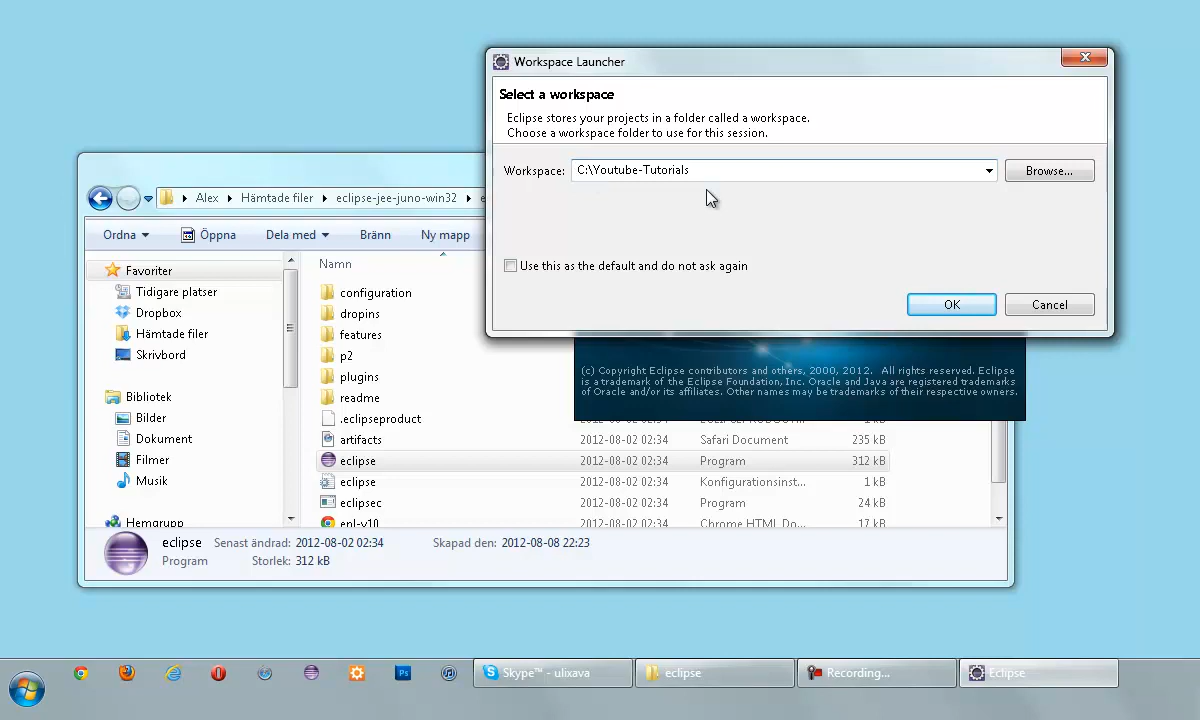 Workspace Launcher
Select a workspace
Eclipse stores your projects in a folder called a workspace.
Choose a workspace folder to use for this session.
Workspace: C:\Youtube-Tutorials Browse...
Use this as the default and do not ask again
OK Cancel
Alex Hämtade filer eclipse-jee-juno-win32
Ordna Öppna Dela med Bränn Ny mapp
Favoriter
Tidigare platser
Dropbox
Hämtade filer
Skrivbord
Bibliotek
Bilder
Dokument
Filmer
Musik
Hemgrupp
Namn
configuration
dropins
features
p2
plugins
readme
.eclipseproduct
artifacts 2012-08-02 02:34 Safari Document 235 kB
eclipse 2012-08-02 02:34 Program 312 kB
eclipse 2012-08-02 02:34 Konfigurationsinst... 1 kB
eclipsec 2012-08-02 02:34 Program 24 kB
epl-v10 2012-08-02 02:34 Chrome HTML Do... 17 kB
(c) Copyright Eclipse contributors and others, 2000, 2012. All rights reserved. Eclipse
is a trademark of the Eclipse Foundation, Inc. Oracle and Java are registered trademarks
of Oracle and/or its affiliates. Other names may be trademarks of their respective owners.
eclipse Senast ändrad: 2012-08-02 02:34 Skapad den: 2012-08-08 22:23
Program Storlek: 312 kB
Ps
Skype™ - ulixava
eclipse
Recording...
Eclipse